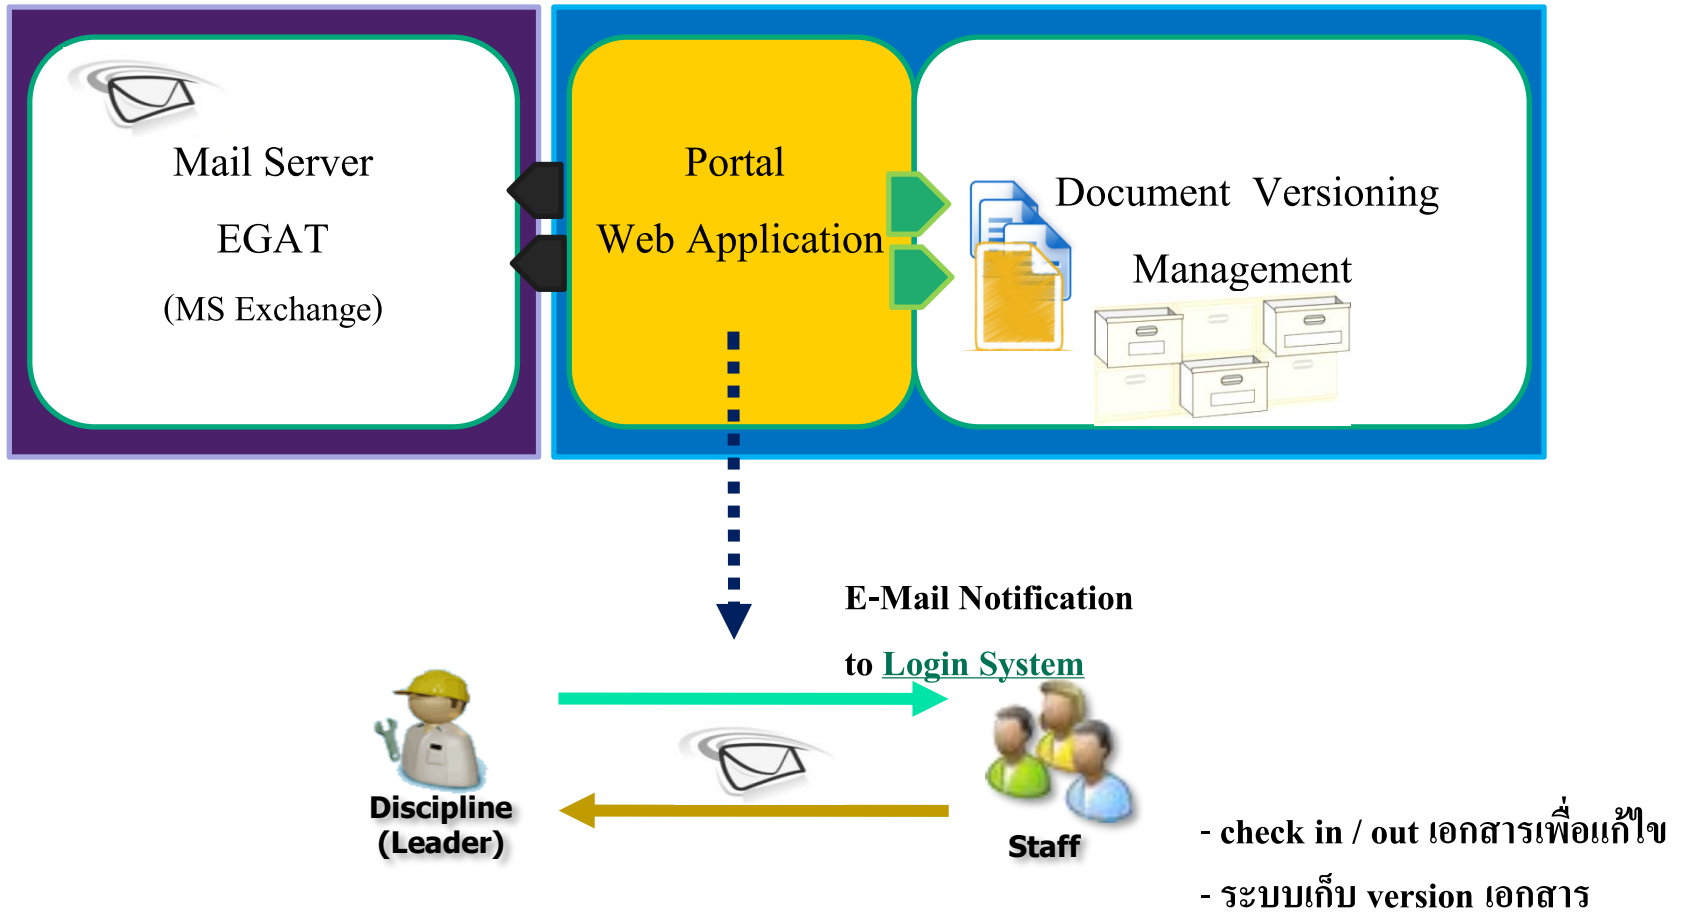 Mail Server
EGAT
(MS Exchange)
Portal
Web Application
Document Versioning
Management
E-Mail Notification
to Login System
Discipline
(Leader)
Staff
- check in / out เอกสารเพื่อแก้ไข
- ระบบเก็บ version เอกสาร